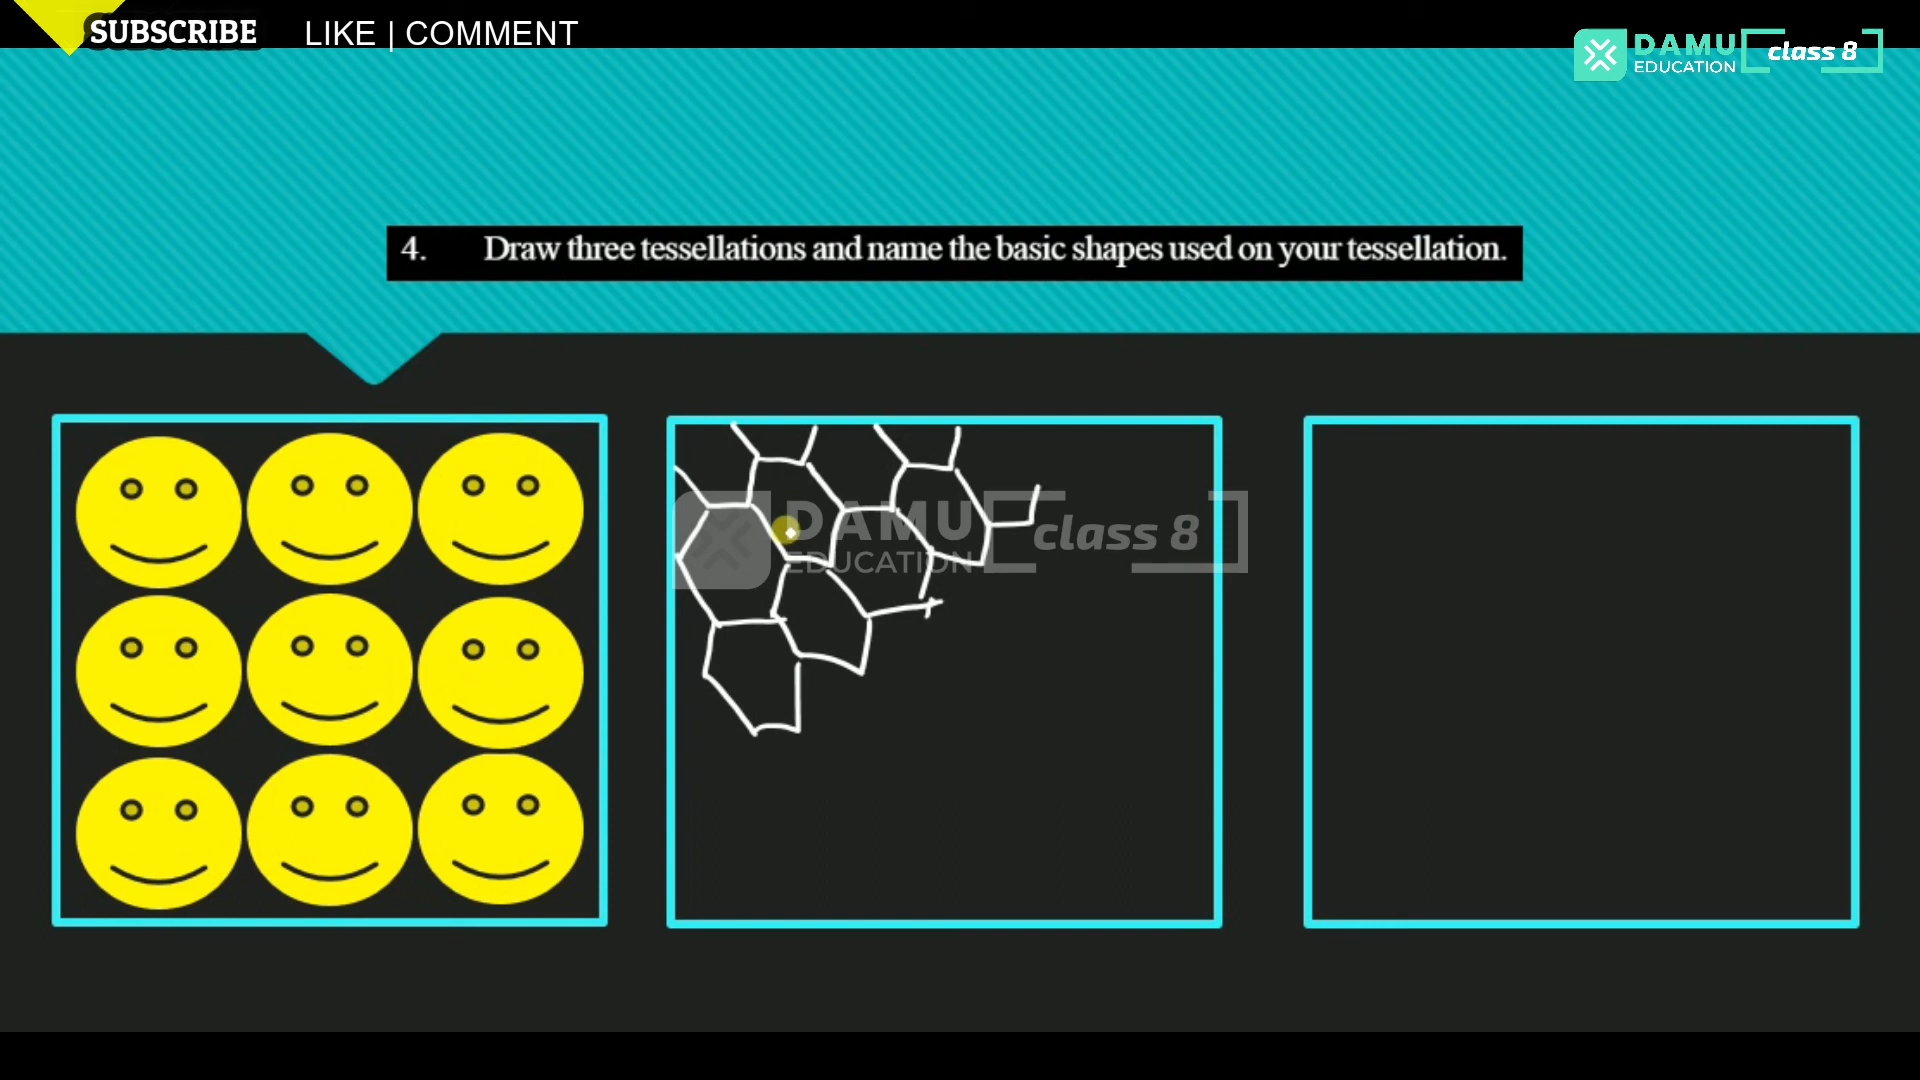 SUBSCRIBE LIKE | COMMENT
DAMU EDUCATION class 8
4. Draw three tessellations and name the basic shapes used on your tessellation.
DAMU EDUCATION class 8